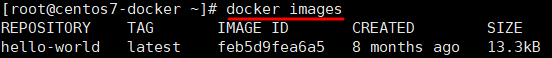 [root@centos7-docker ~]# docker images
REPOSITORY TAG IMAGE ID CREATED SIZE
hello-world latest feb5d9fea6a5 8 months ago 13.3kB